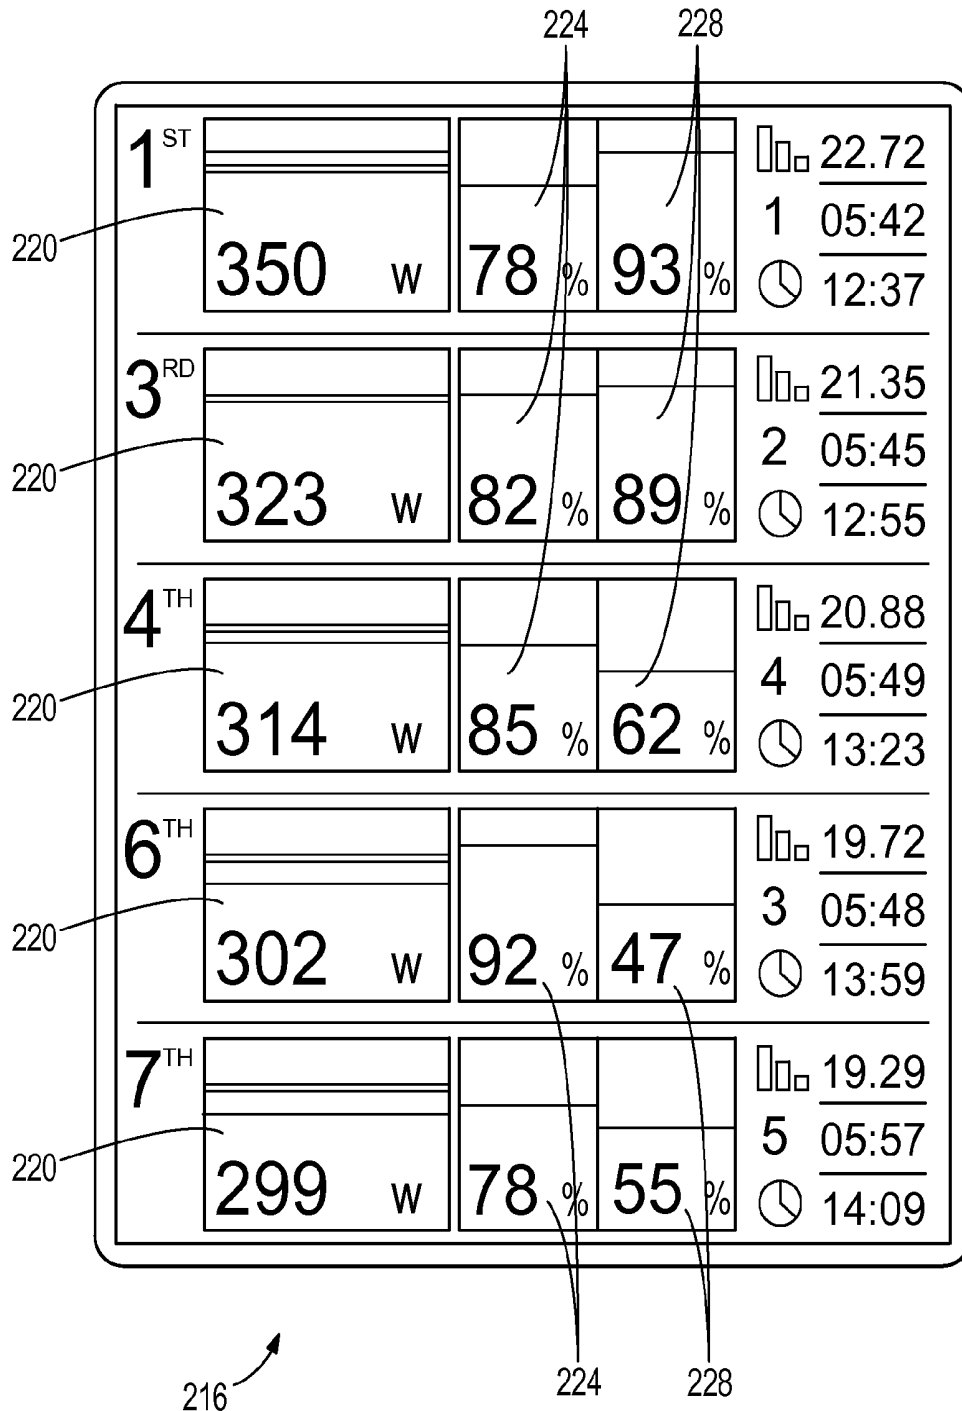 224 228
1ST 22.72
220 1 05:42
350 W 78 % 93 % 12:37
3RD 21.35
220 2 05:45
323 W 82 % 89 % 12:55
4TH 20.88
220 4 05:49
314 W 85 % 62 % 13:23
6TH 19.72
220 3 05:48
302 W 92 % 47 % 13:59
7TH 19.29
220 5 05:57
299 W 78 % 55 % 14:09
216 224 228